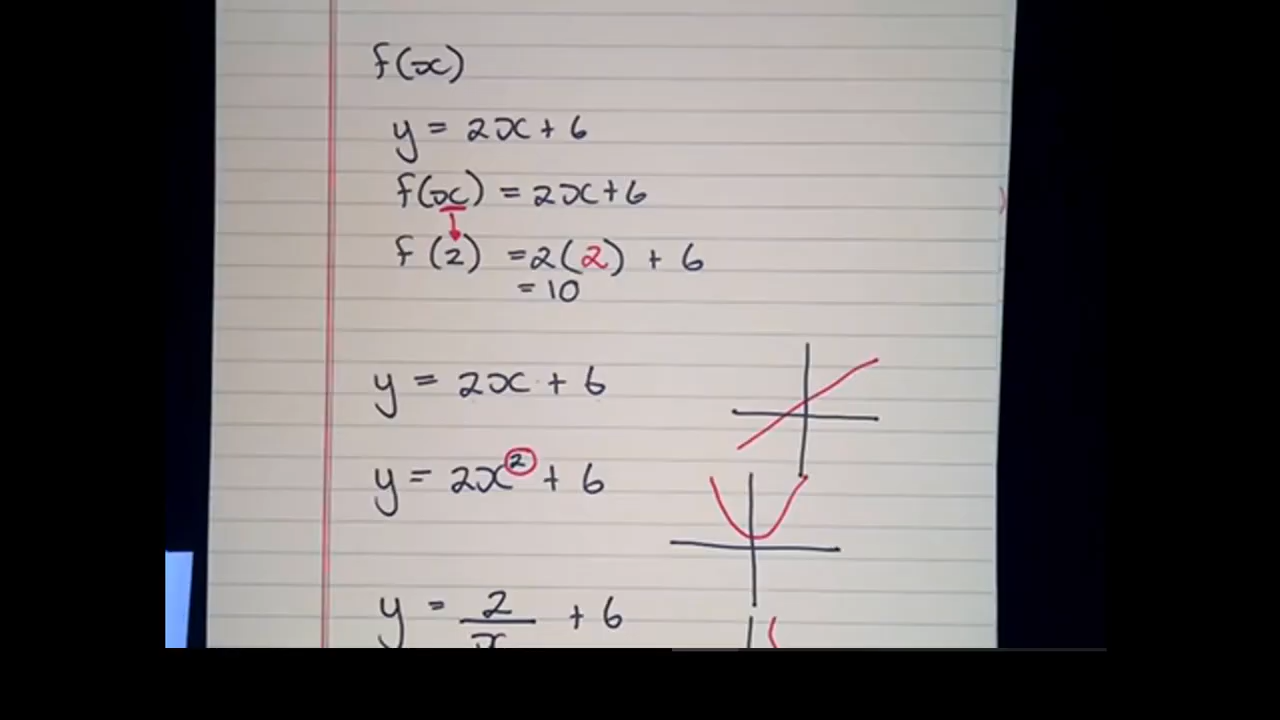 f(x)
y = 2x + 6
f(x) = 2x + 6
f(2) = 2(2) + 6
= 10
y = 2x + 6
y = 2x² + 6
y = 2/x + 6